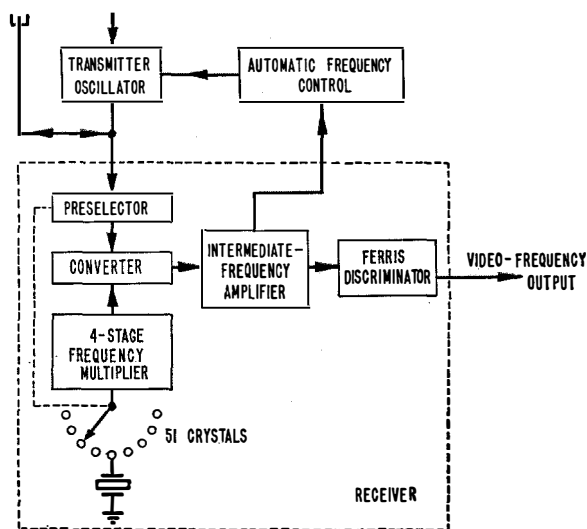 TRANSMITTER
OSCILLATOR
AUTOMATIC FREQUENCY
CONTROL
PRESELECTOR
CONVERTER
INTERMEDIATE-
FREQUENCY
AMPLIFIER
FERRIS
DISCRIMINATOR
VIDEO-FREQUENCY
OUTPUT
4-STAGE
FREQUENCY
MULTIPLIER
51 CRYSTALS
RECEIVER